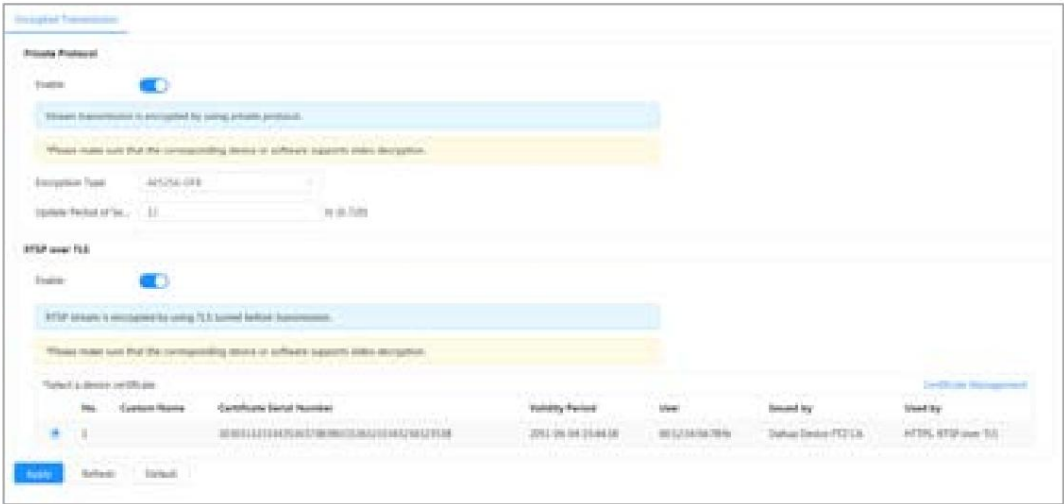 Encrypted Transmission
Private Protocol
Enable
Stream transmission is encrypted by using private protocol.
*Please make sure that the corresponding device or software supports video decryption.
Encryption Type AES256-OFB
Update Period of Se... 12 hr (0-720)
RTSP over TLS
Enable
RTSP stream is encrypted by using TLS tunnel before transmission.
*Please make sure that the corresponding device or software supports video decryption.
*Select a device certificate Certificate Management
No. Custom Name Certificate Serial Number Validity Period User Issued by Used by
1 HTTPS, RTSP over TLS
Apply Refresh Default